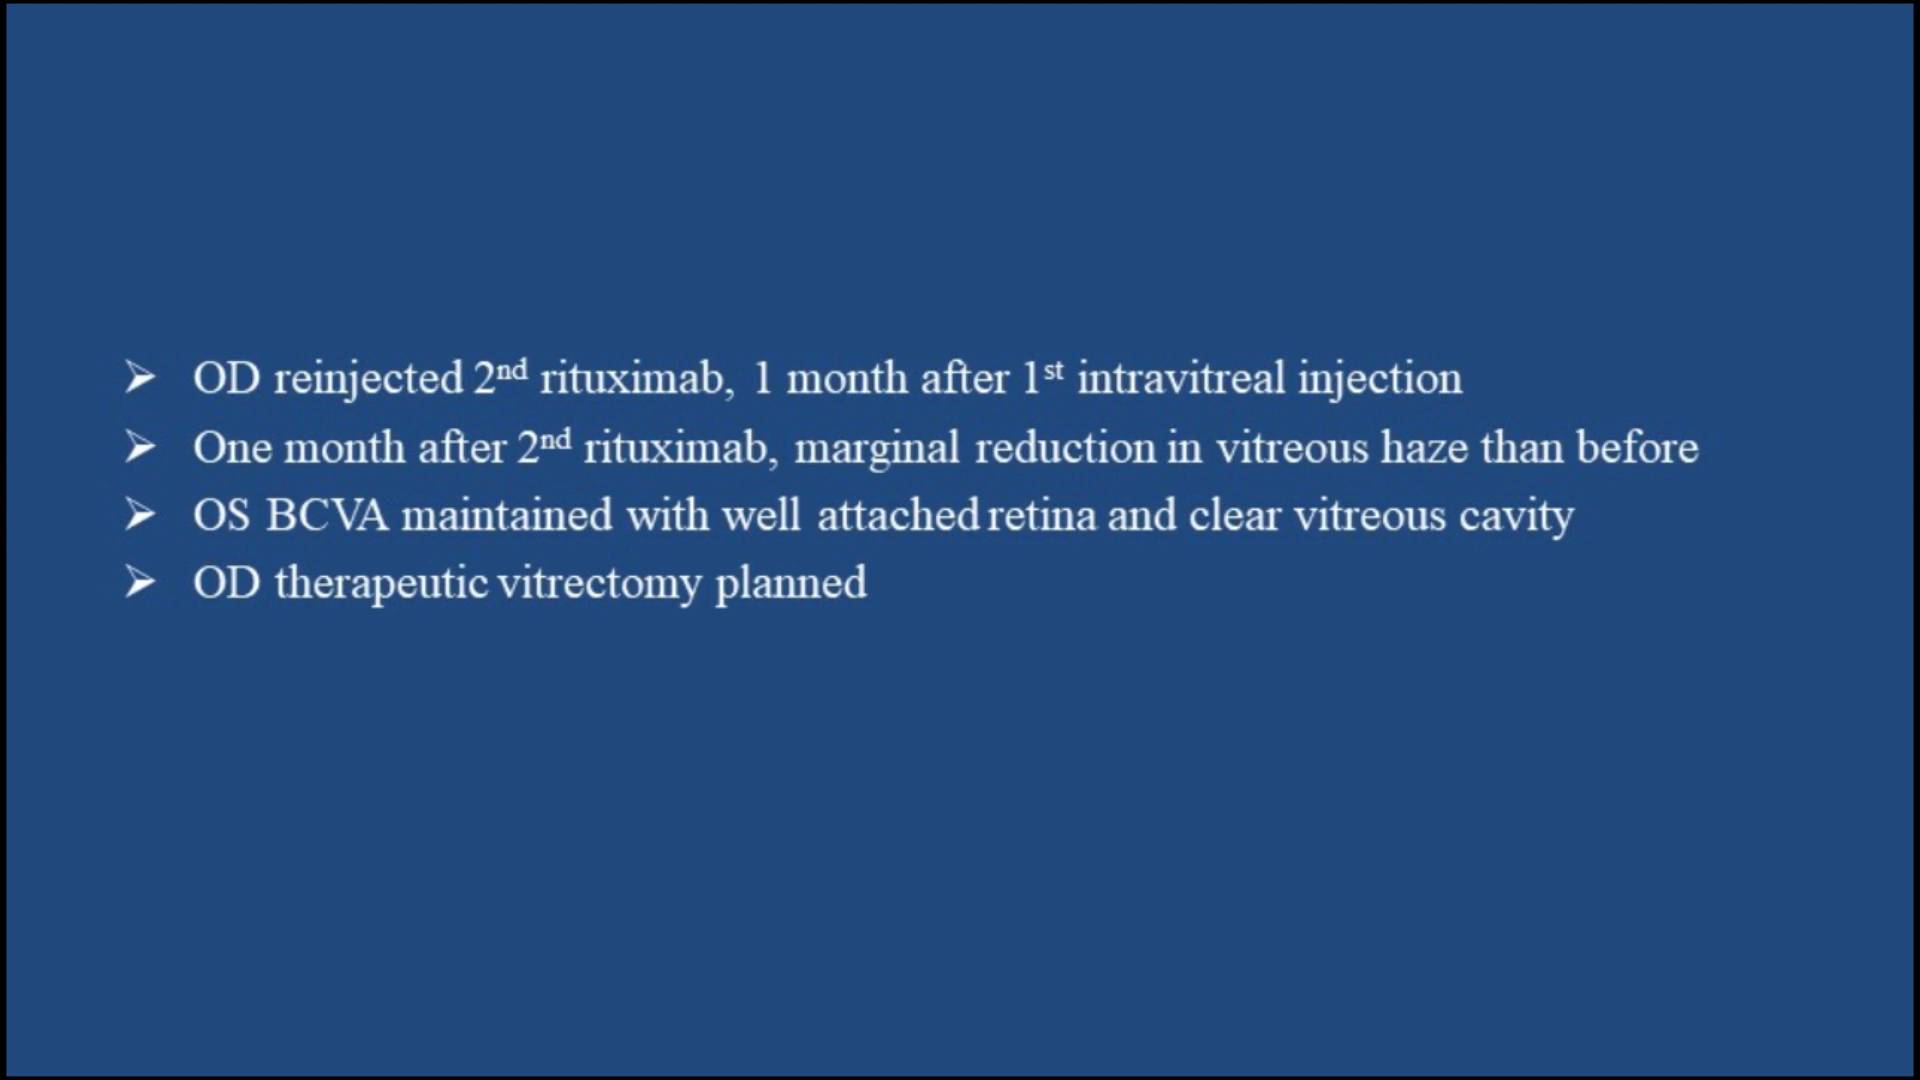 ➢ OD reinjected 2nd rituximab, 1 month after 1st intravitreal injection
➢ One month after 2nd rituximab, marginal reduction in vitreous haze than before
➢ OS BCVA maintained with well attached retina and clear vitreous cavity
➢ OD therapeutic vitrectomy planned